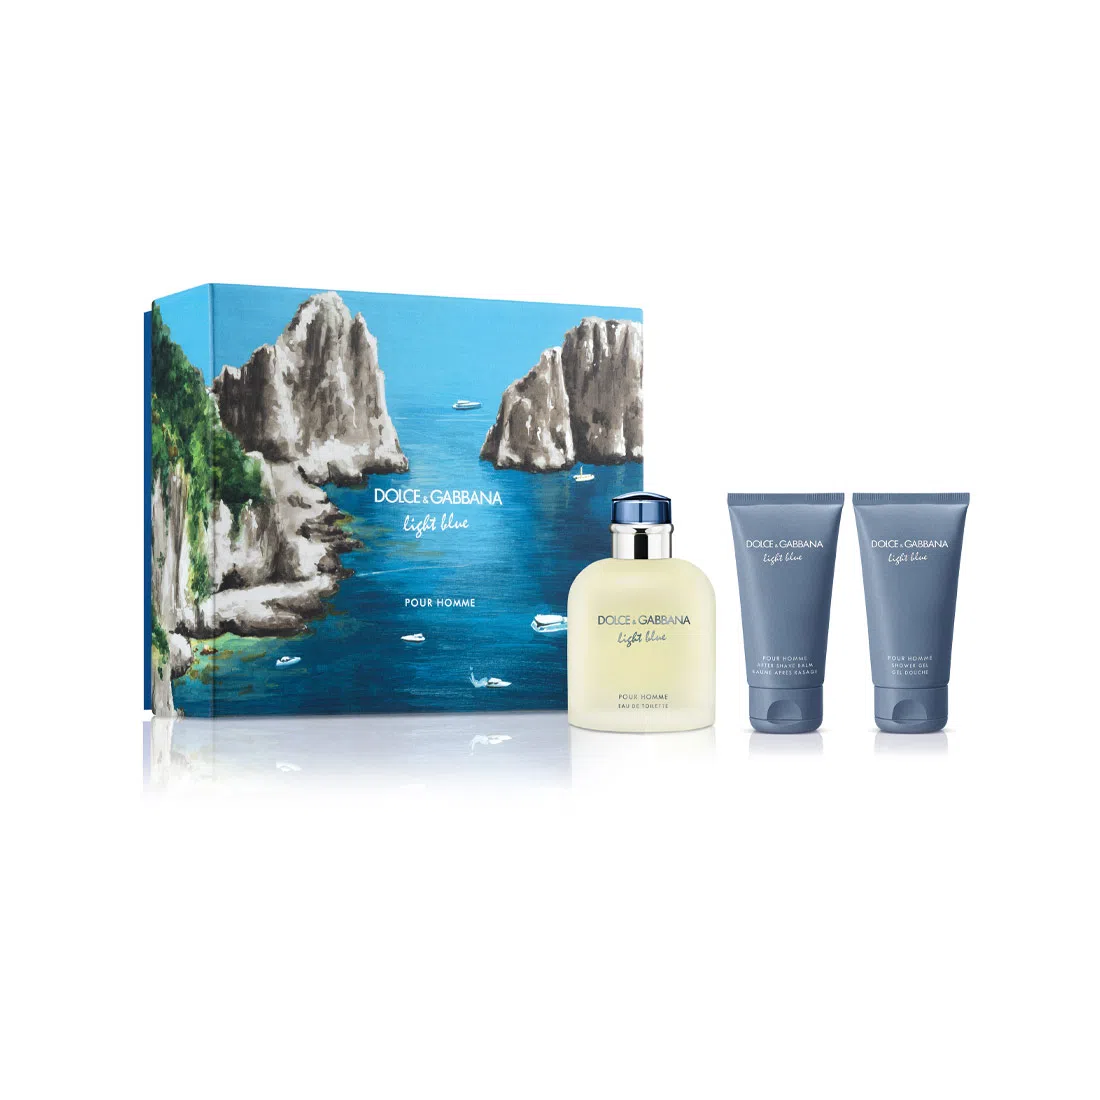 DOLCE & GABBANA
light blue
POUR HOMME
DOLCE & GABBANA
light blue
POUR HOMME
EAU DE TOILETTE
DOLCE & GABBANA
light blue
POUR HOMME
AFTER SHAVE BALM
BAUME APRÈS RASAGE
DOLCE & GABBANA
light blue
POUR HOMME
SHOWER GEL
GEL DOUCHE